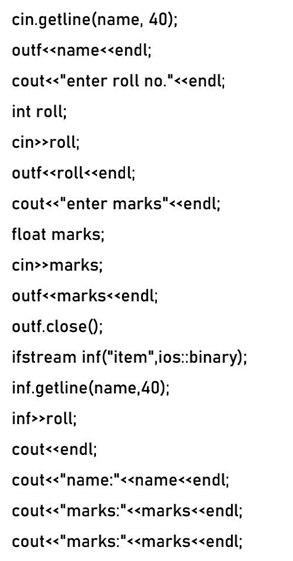 cin.getline(name, 40);
outf<<name<<endl;
cout<<"enter roll no."<<endl;
int roll;
cin>>roll;
outf<<roll<<endl;
cout<<"enter marks"<<endl;
float marks;
cin>>marks;
outf<<marks<<endl;
outf.close();
ifstream inf("item",ios::binary);
inf.getline(name,40);
inf>>roll;
cout<<endl;
cout<<"name:"<<name<<endl;
cout<<"marks:"<<marks<<endl;
cout<<"marks:"<<marks<<endl;